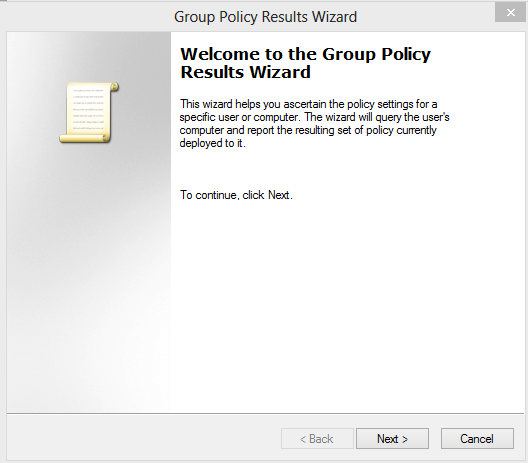 Group Policy Results Wizard
Welcome to the Group Policy
Results Wizard
This wizard helps you ascertain the policy settings for a
specific user or computer. The wizard will query the user's
computer and report the resulting set of policy currently
deployed to it.
To continue, click Next.
< Back
Next >
Cancel